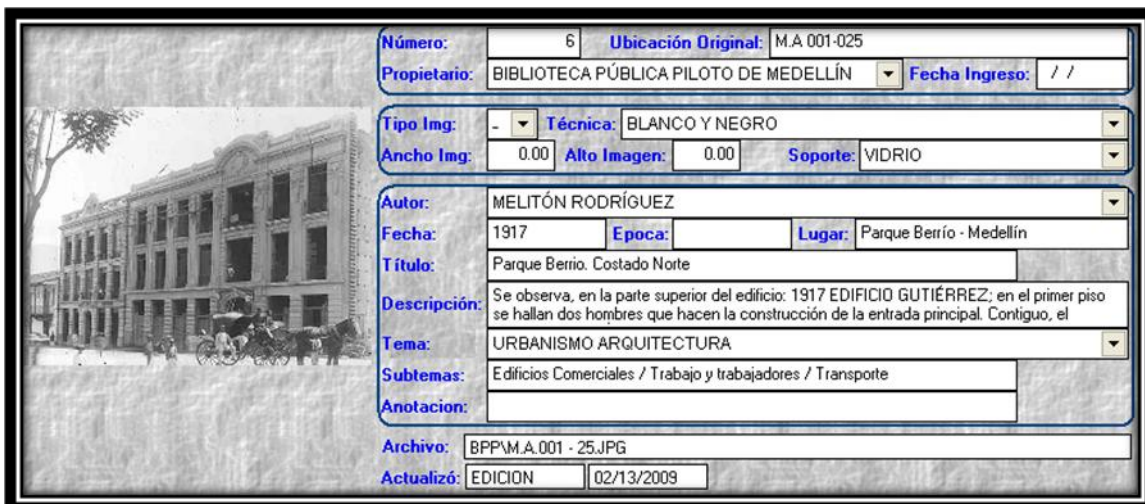 Número: 6 Ubicación Original: M.A 001-025
Propietario: BIBLIOTECA PÚBLICA PILOTO DE MEDELLÍN Fecha Ingreso: / /
Tipo Img: - Técnica: BLANCO Y NEGRO
Ancho Img: 0.00 Alto Imagen: 0.00 Soporte: VIDRIO
Autor: MELITÓN RODRÍGUEZ
Fecha: 1917 Epoca: Lugar: Parque Berrío - Medellín
Título: Parque Berrio. Costado Norte
Descripción: Se observa, en la parte superior del edificio: 1917 EDIFICIO GUTIÉRREZ; en el primer piso
se hallan dos hombres que hacen la construcción de la entrada principal. Contiguo, el
Tema: URBANISMO ARQUITECTURA
Subtemas: Edificios Comerciales / Trabajo y trabajadores / Transporte
Anotacion:
Archivo: BPP\M.A.001 - 25.JPG
Actualizó: EDICION 02/13/2009